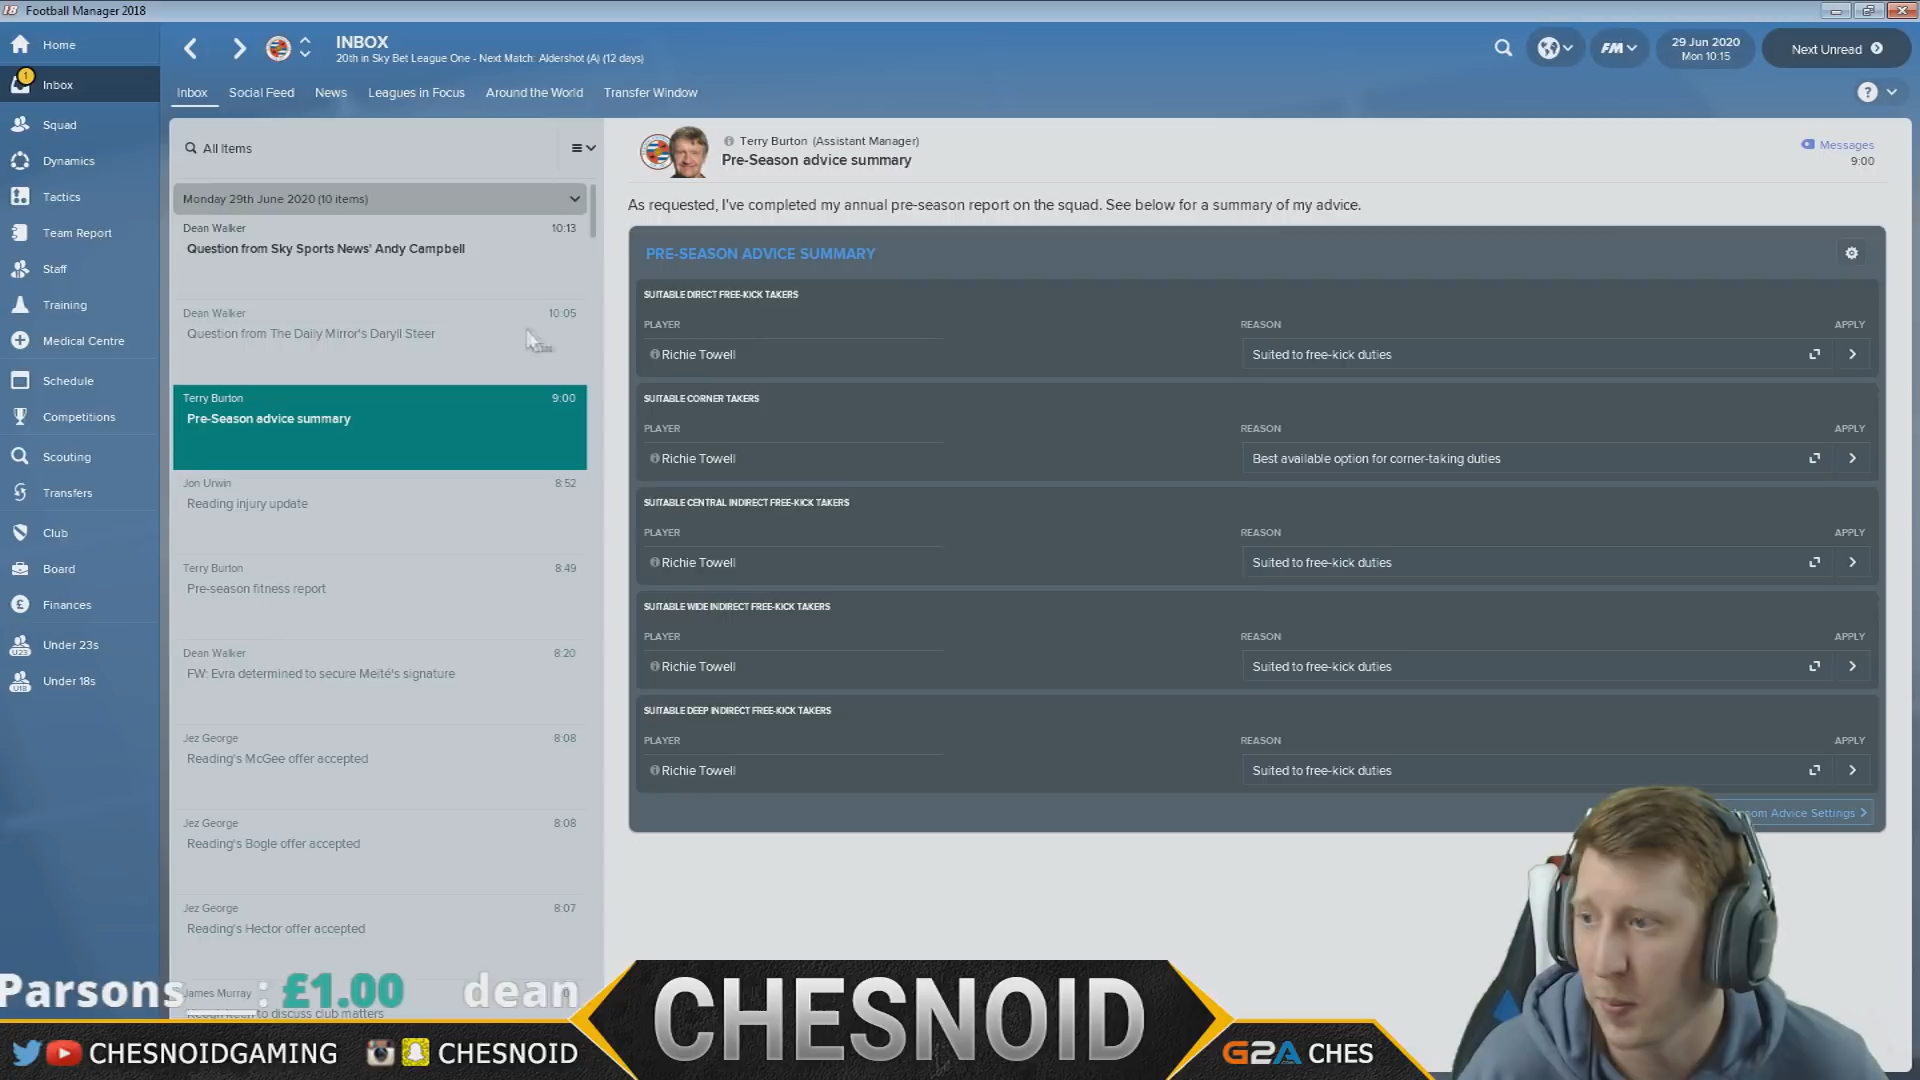 Football Manager 2018
Home
Inbox
Squad
Dynamics
Tactics
Team Report
Staff
Training
Medical Centre
Schedule
Competitions
Scouting
Transfers
Club
Board
Finances
Under 23s
Under 18s
INBOX
20th in Sky Bet League One - Next Match: Aldershot (A) (12 days)
FM
29 Jun 2020
Mon 10:15
Next Unread
Inbox Social Feed News Leagues in Focus Around the World Transfer Window
All Items
Monday 29th June 2020 (10 items)
Dean Walker 10:13
Question from Sky Sports News' Andy Campbell
Dean Walker 10:05
Question from The Daily Mirror's Daryll Steer
Terry Burton 9:00
Pre-Season advice summary
Jon Urwin 8:52
Reading injury update
Terry Burton 8:49
Pre-season fitness report
Dean Walker 8:20
FW: Evra determined to secure Meité's signature
Jez George 8:08
Reading's McGee offer accepted
Jez George 8:08
Reading's Bogle offer accepted
Jez George 8:07
Reading's Hector offer accepted
James Murray
to discuss club matters
Terry Burton (Assistant Manager)
Pre-Season advice summary
Messages
9:00
As requested, I've completed my annual pre-season report on the squad. See below for a summary of my advice.
PRE-SEASON ADVICE SUMMARY
SUITABLE DIRECT FREE-KICK TAKERS
PLAYER REASON APPLY
Richie Towell Suited to free-kick duties
SUITABLE CORNER TAKERS
PLAYER REASON APPLY
Richie Towell Best available option for corner-taking duties
SUITABLE CENTRAL INDIRECT FREE-KICK TAKERS
PLAYER REASON APPLY
Richie Towell Suited to free-kick duties
SUITABLE WIDE INDIRECT FREE-KICK TAKERS
PLAYER REASON APPLY
Richie Towell Suited to free-kick duties
SUITABLE DEEP INDIRECT FREE-KICK TAKERS
PLAYER REASON APPLY
Richie Towell Suited to free-kick duties
Advice Settings
Parsons : £1.00 dean
CHESNOIDGAMING CHESNOID
CHESNOID
G2A CHES